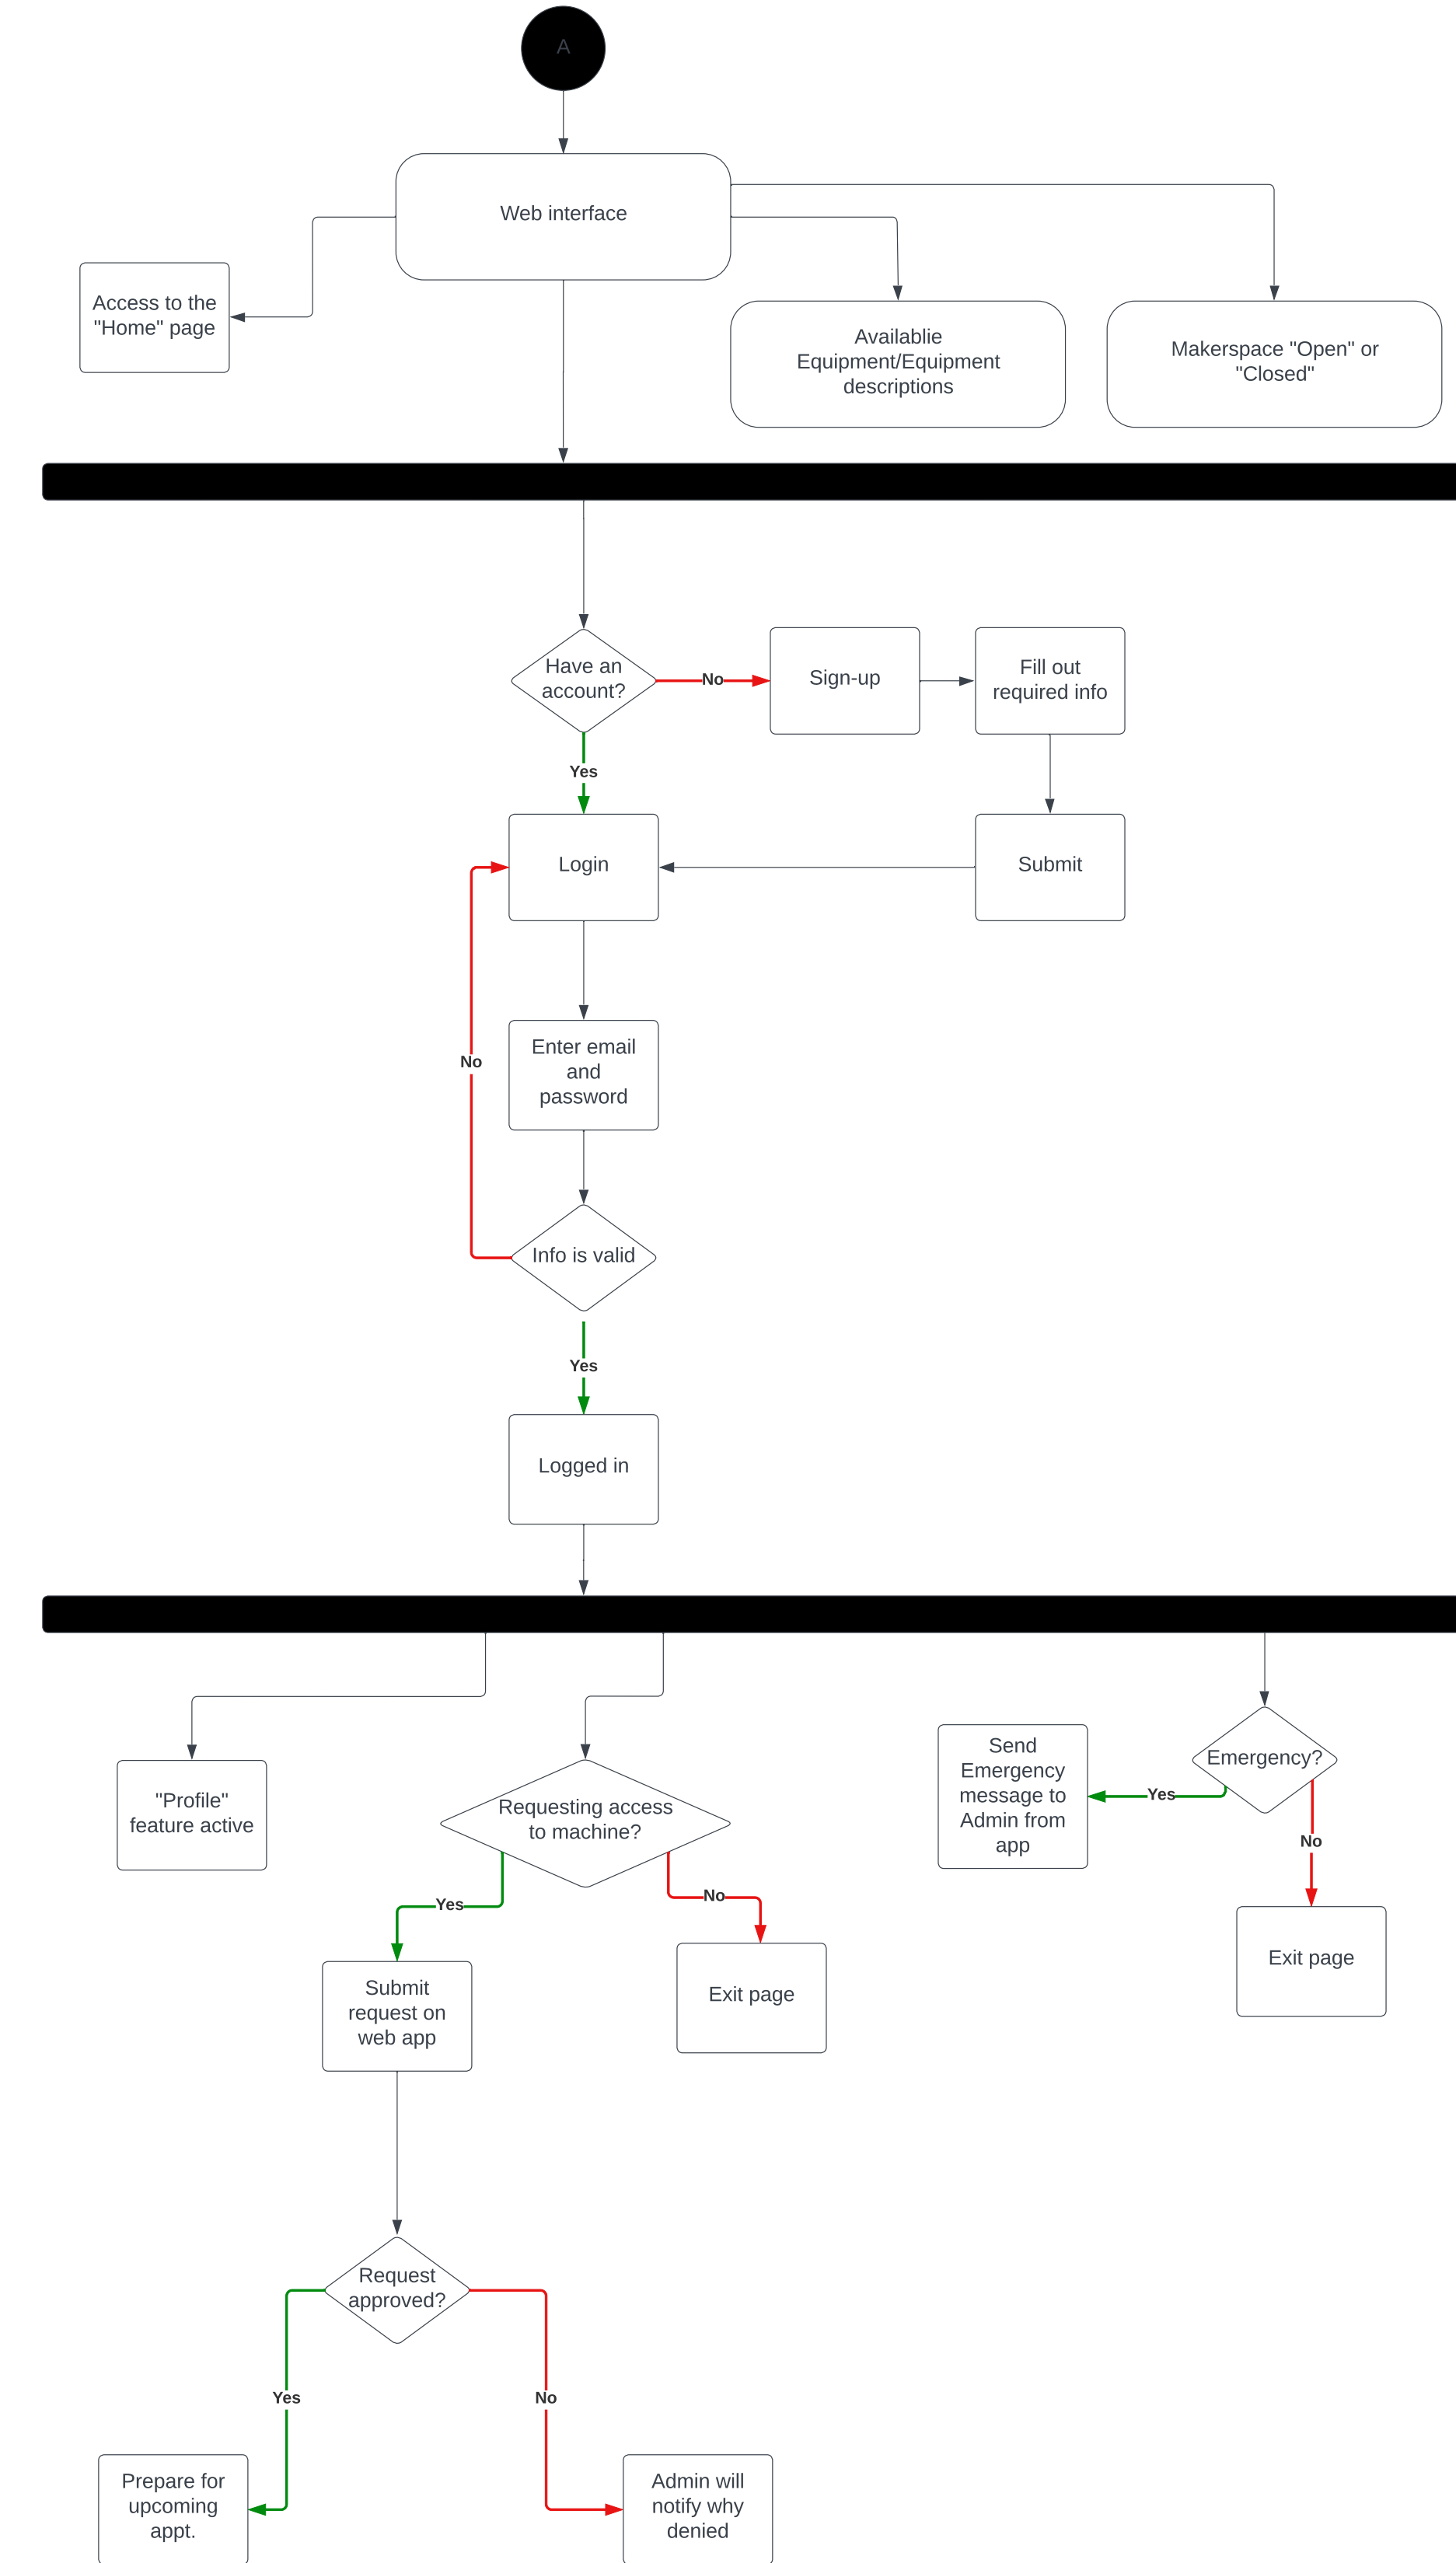 A
Web interface
Access to the
"Home" page
Availablie
Equipment/Equipment
descriptions
Makerspace "Open" or
"Closed"
Have an
account?
No
Sign-up
Fill out
required info
Yes
Login
Submit
No
Enter email
and
password
Info is valid
Yes
Logged in
"Profile"
feature active
Requesting access
to machine?
Send
Emergency
message to
Admin from
app
Emergency?
Yes
No
Yes
No
Submit
request on
web app
Exit page
Exit page
Request
approved?
Yes
No
Prepare for
upcoming
appt.
Admin will
notify why
denied